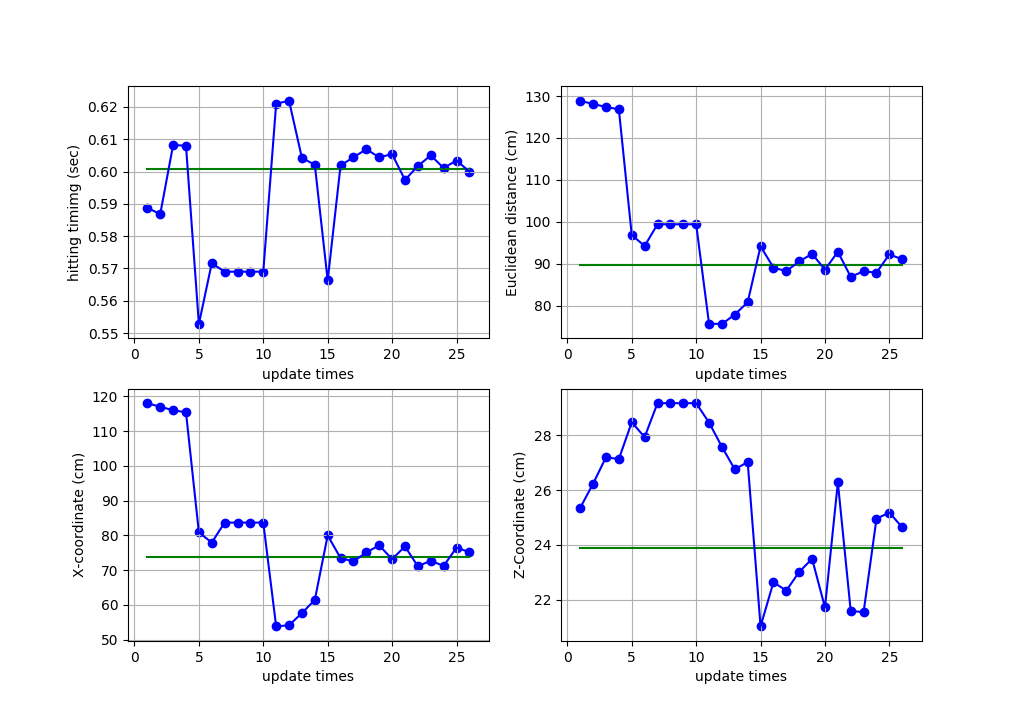 hitting timimg (sec)
0.62
0.61
0.60
0.59
0.58
0.57
0.56
0.55
0 5 10 15 20 25
update times
Euclidean distance (cm)
130
120
110
100
90
80
0 5 10 15 20 25
update times
X-coordinate (cm)
120
110
100
90
80
70
60
50
0 5 10 15 20 25
update times
Z-Coordinate (cm)
28
26
24
22
0 5 10 15 20 25
update times